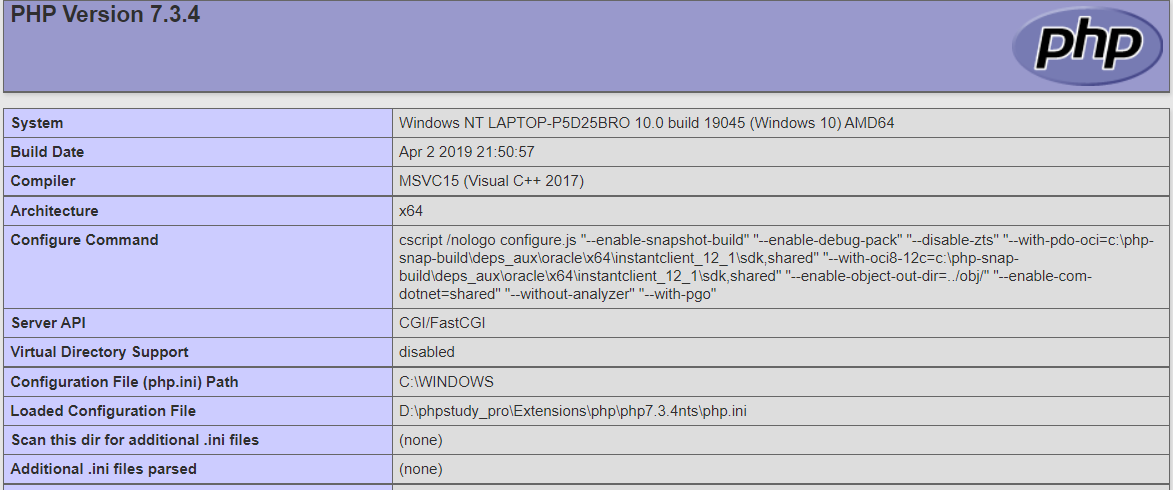 PHP Version 7.3.4
php
System
Windows NT LAPTOP-P5D25BRO 10.0 build 19045 (Windows 10) AMD64
Build Date
Apr 2 2019 21:50:57
Compiler
MSVC15 (Visual C++ 2017)
Architecture
x64
Configure Command
cscript /nologo configure.js "--enable-snapshot-build" "--enable-debug-pack" "--disable-zts" "--with-pdo-oci=c:\php-
snap-build\deps_aux\oracle\x64\instantclient_12_1\sdk,shared" "--with-oci8-12c=c:\php-snap-
build\deps_aux\oracle\x64\instantclient_12_1\sdk,shared" "--enable-object-out-dir=../obj/" "--enable-com-
dotnet=shared" "--without-analyzer" "--with-pgo"
Server API
CGI/FastCGI
Virtual Directory Support
disabled
Configuration File (php.ini) Path
C:\WINDOWS
Loaded Configuration File
D:\phpstudy_pro\Extensions\php\php7.3.4nts\php.ini
Scan this dir for additional .ini files
(none)
Additional .ini files parsed
(none)